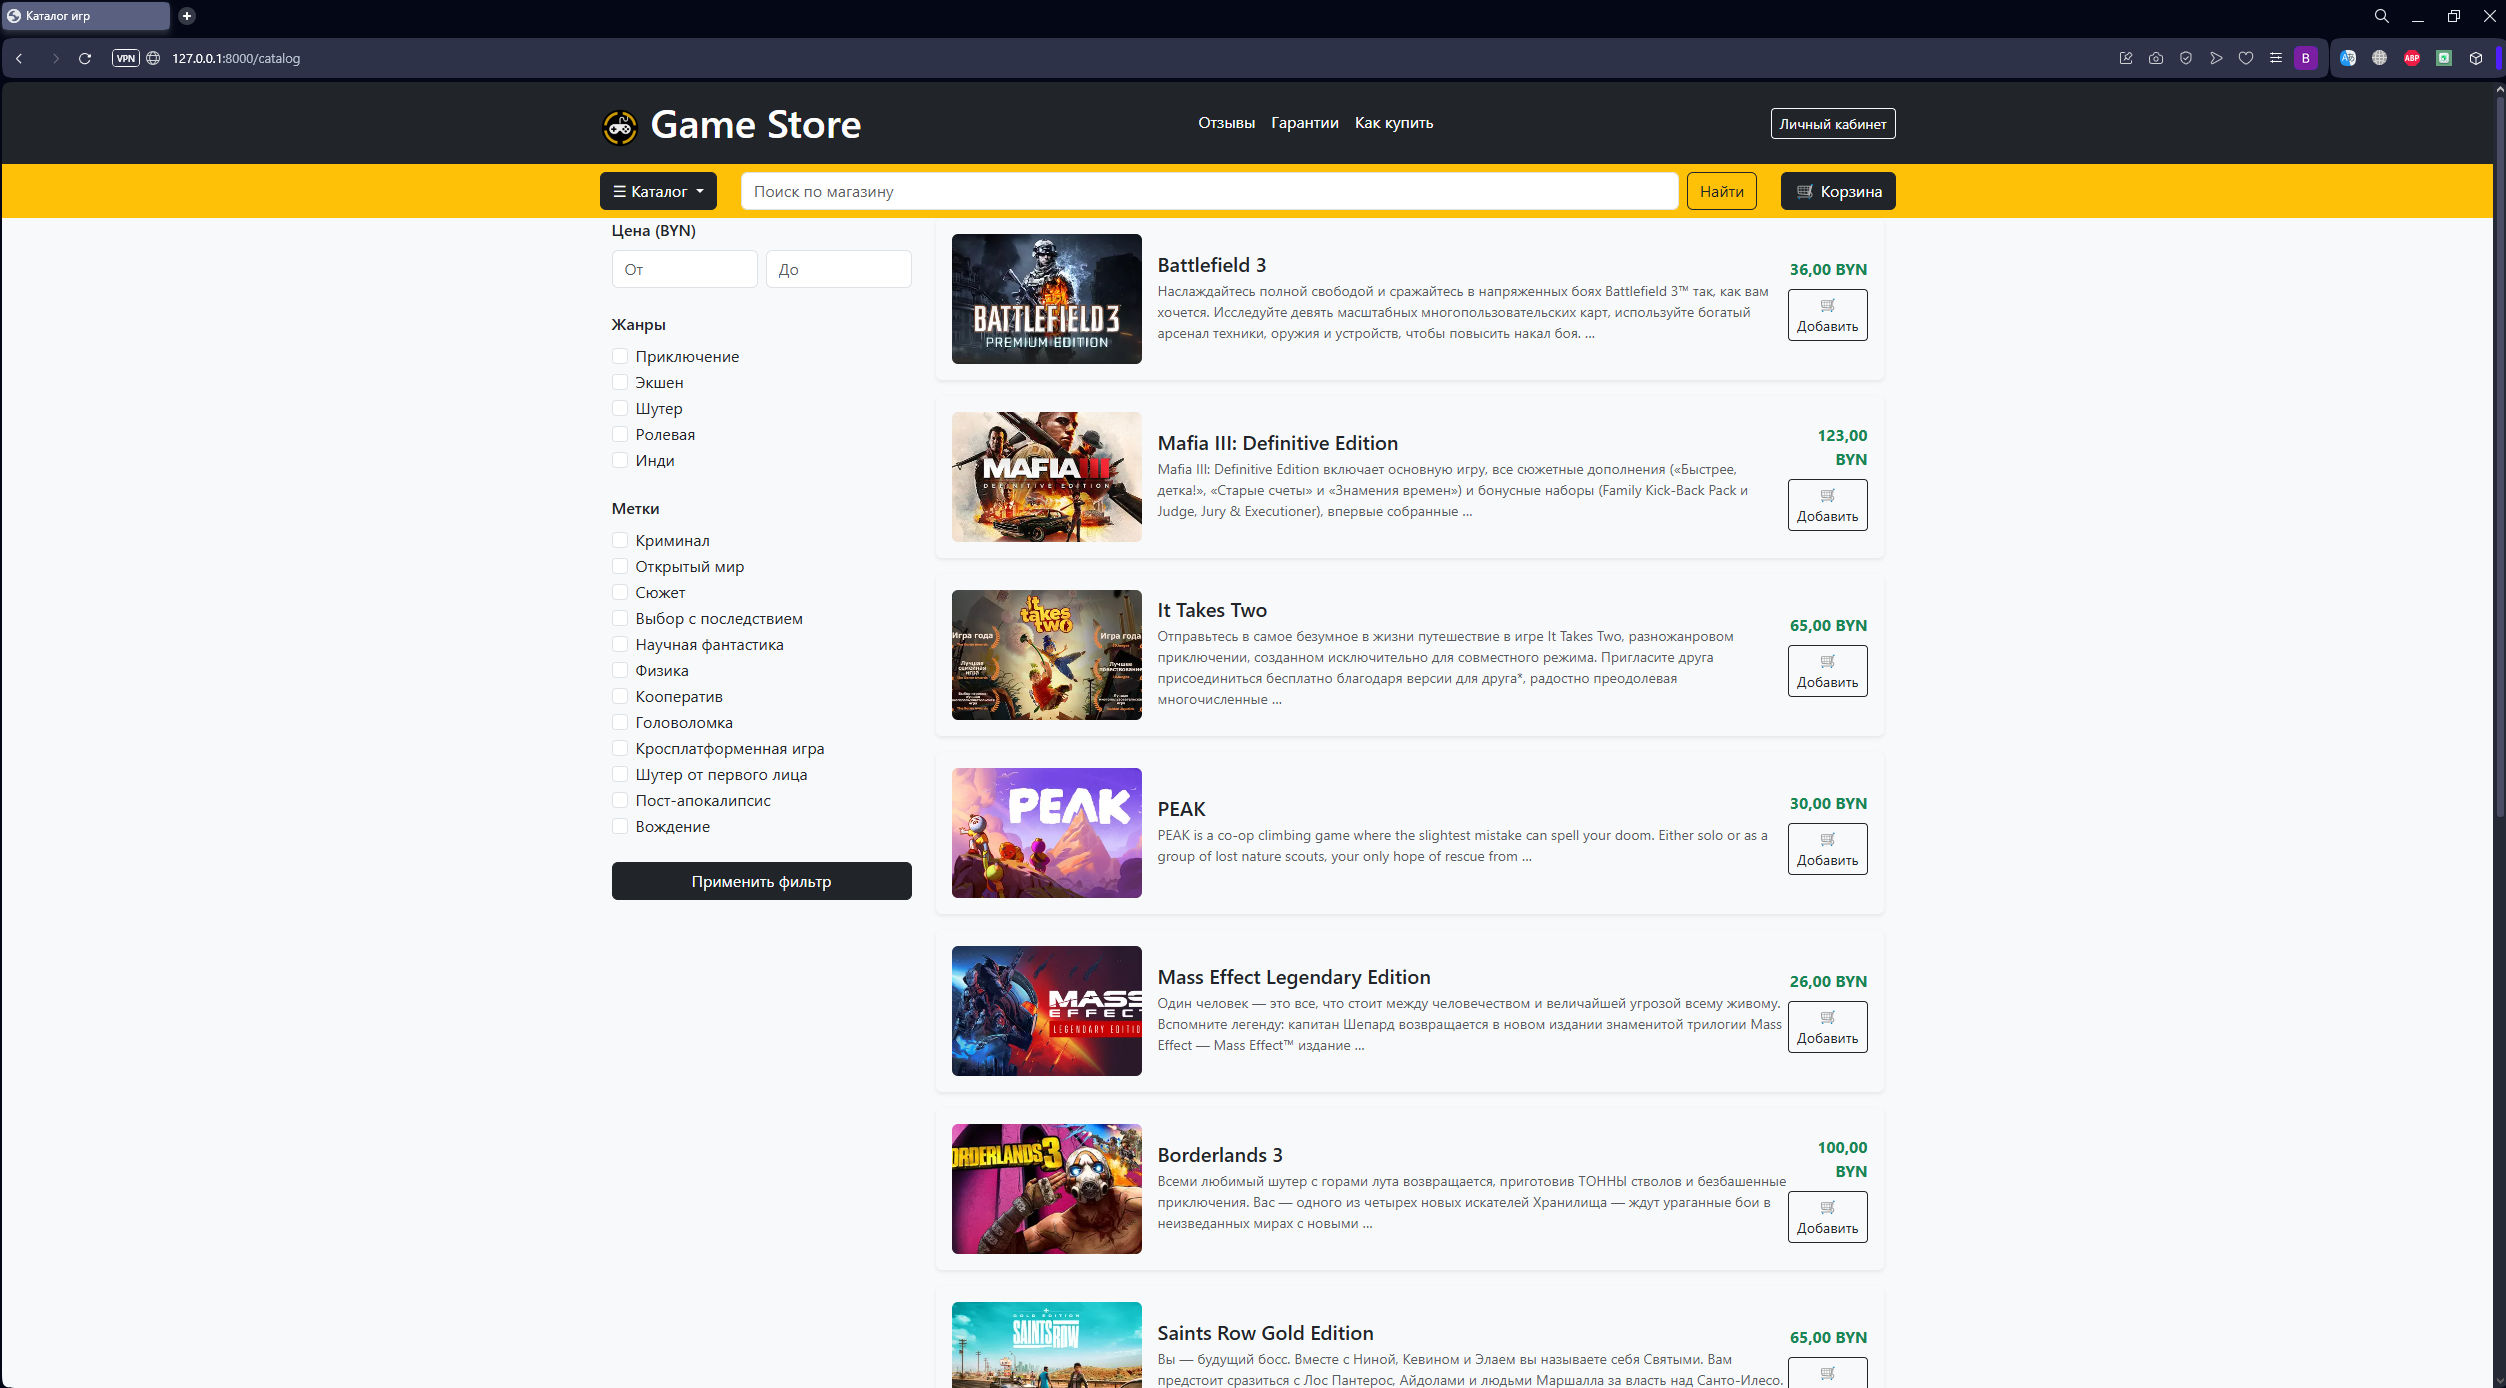 Каталог игр
VPN 127.0.0.1:8000/catalog
B
ABP
Game Store
Отзывы Гарантии Как купить
Личный кабинет
☰ Каталог
Поиск по магазину
Найти
Корзина
Цена (BYN)
От
До
Жанры
Приключение
Экшен
Шутер
Ролевая
Инди
Метки
Криминал
Открытый мир
Сюжет
Выбор с последствием
Научная фантастика
Физика
Кооператив
Головоломка
Кросплатформенная игра
Шутер от первого лица
Пост-апокалипсис
Вождение
Применить фильтр
BATTLEFIELD 3
PREMIUM EDITION
Battlefield 3
Наслаждайтесь полной свободой и сражайтесь в напряженных боях Battlefield 3™ так, как вам
хочется. Исследуйте девять масштабных многопользовательских карт, используйте богатый
арсенал техники, оружия и устройств, чтобы повысить накал боя. ...
36,00 BYN
Добавить
MAFIA III
DEFINITIVE EDITION
Mafia III: Definitive Edition
Mafia III: Definitive Edition включает основную игру, все сюжетные дополнения («Быстрее,
детка!», «Старые счеты» и «Знамения времен») и бонусные наборы (Family Kick-Back Pack и
Judge, Jury & Executioner), впервые собранные ...
123,00
BYN
Добавить
it
takes
two
Игра года
Игра года
It Takes Two
Отправьтесь в самое безумное в жизни путешествие в игре It Takes Two, разножанровом
приключении, созданном исключительно для совместного режима. Пригласите друга
присоединиться бесплатно благодаря версии для друга*, радостно преодолевая
многочисленные ...
65,00 BYN
Добавить
PEAK
PEAK
PEAK is a co-op climbing game where the slightest mistake can spell your doom. Either solo or as a
group of lost nature scouts, your only hope of rescue from ...
30,00 BYN
Добавить
MASS
EFFECT
LEGENDARY EDITIO
Mass Effect Legendary Edition
Один человек — это все, что стоит между человечеством и величайшей угрозой всему живому.
Вспомните легенду: капитан Шепард возвращается в новом издании знаменитой трилогии Mass
Effect — Mass Effect™ издание ...
26,00 BYN
Добавить
ORDERLANDS 3
Borderlands 3
Всеми любимый шутер с горами лута возвращается, приготовив ТОННЫ стволов и безбашенные
приключения. Вас — одного из четырех новых искателей Хранилища — ждут ураганные бои в
неизведанных мирах с новыми ...
100,00
BYN
Добавить
GOLD EDITION
SAINTS ROW
Saints Row Gold Edition
Вы — будущий босс. Вместе с Ниной, Кевином и Элаем вы называете себя Святыми. Вам
предстоит сразиться с Лос Пантерос, Айдолами и людьми Маршалла за власть над Санто-Илесо.
65,00 BYN